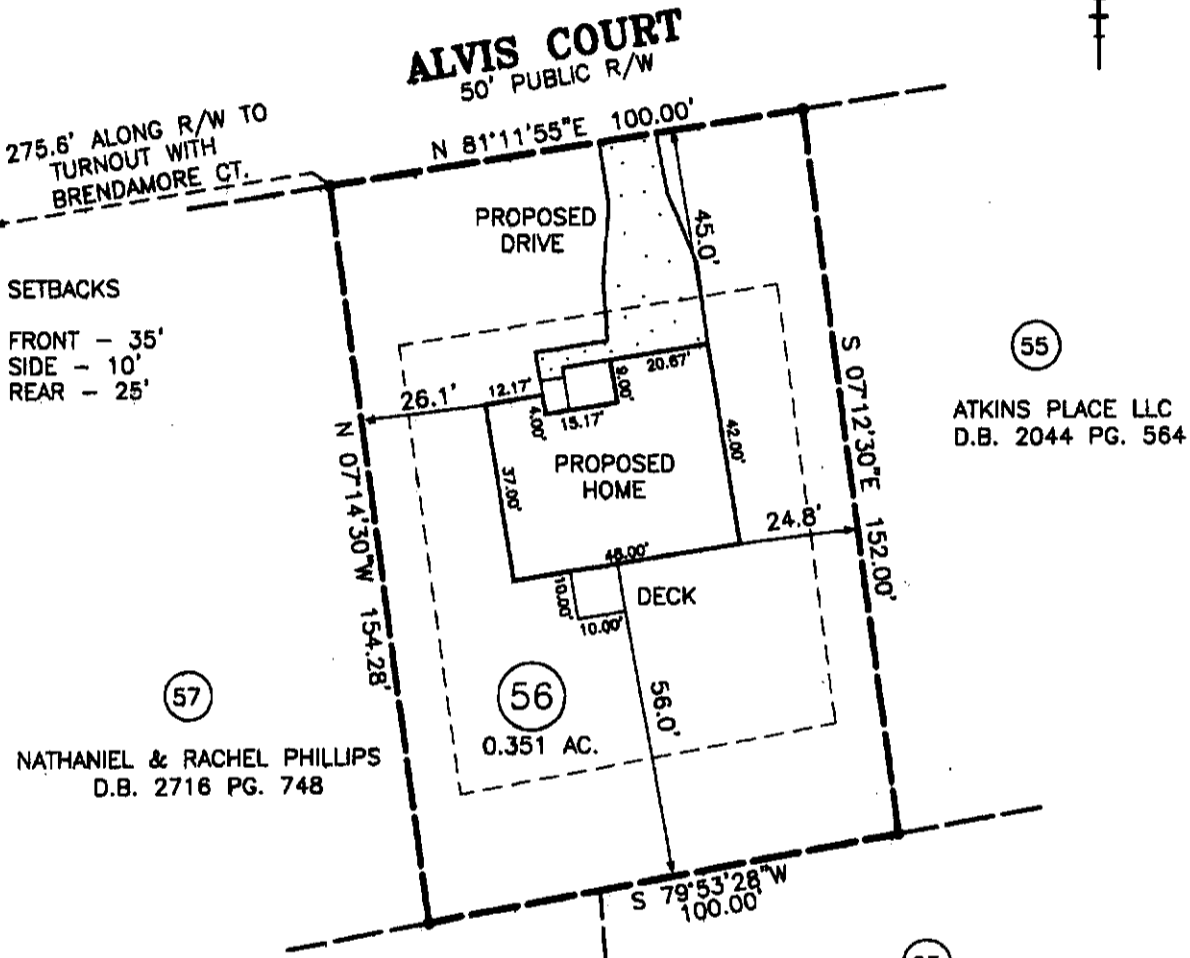 ALVIS COURT
50' PUBLIC R/W
275.6' ALONG R/W TO
TURNOUT WITH
BRENDAMORE CT.
N 81°11'55"E 100.00'
PROPOSED
DRIVE
45.0'
SETBACKS
FRONT – 35'
SIDE – 10'
REAR – 25'
S 07°12'30"E 152.00'
55
ATKINS PLACE LLC
D.B. 2044 PG. 564
20.67'
9.00'
12.17'
26.1'
4.00'
15.17'
N 07°14'30"W 154.28'
37.00'
42.00'
PROPOSED
HOME
24.8'
48.00'
10.00'
DECK
10.00'
56
0.351 AC.
56.0'
57
NATHANIEL & RACHEL PHILLIPS
D.B. 2716 PG. 748
S 79°53'28"W
100.00'